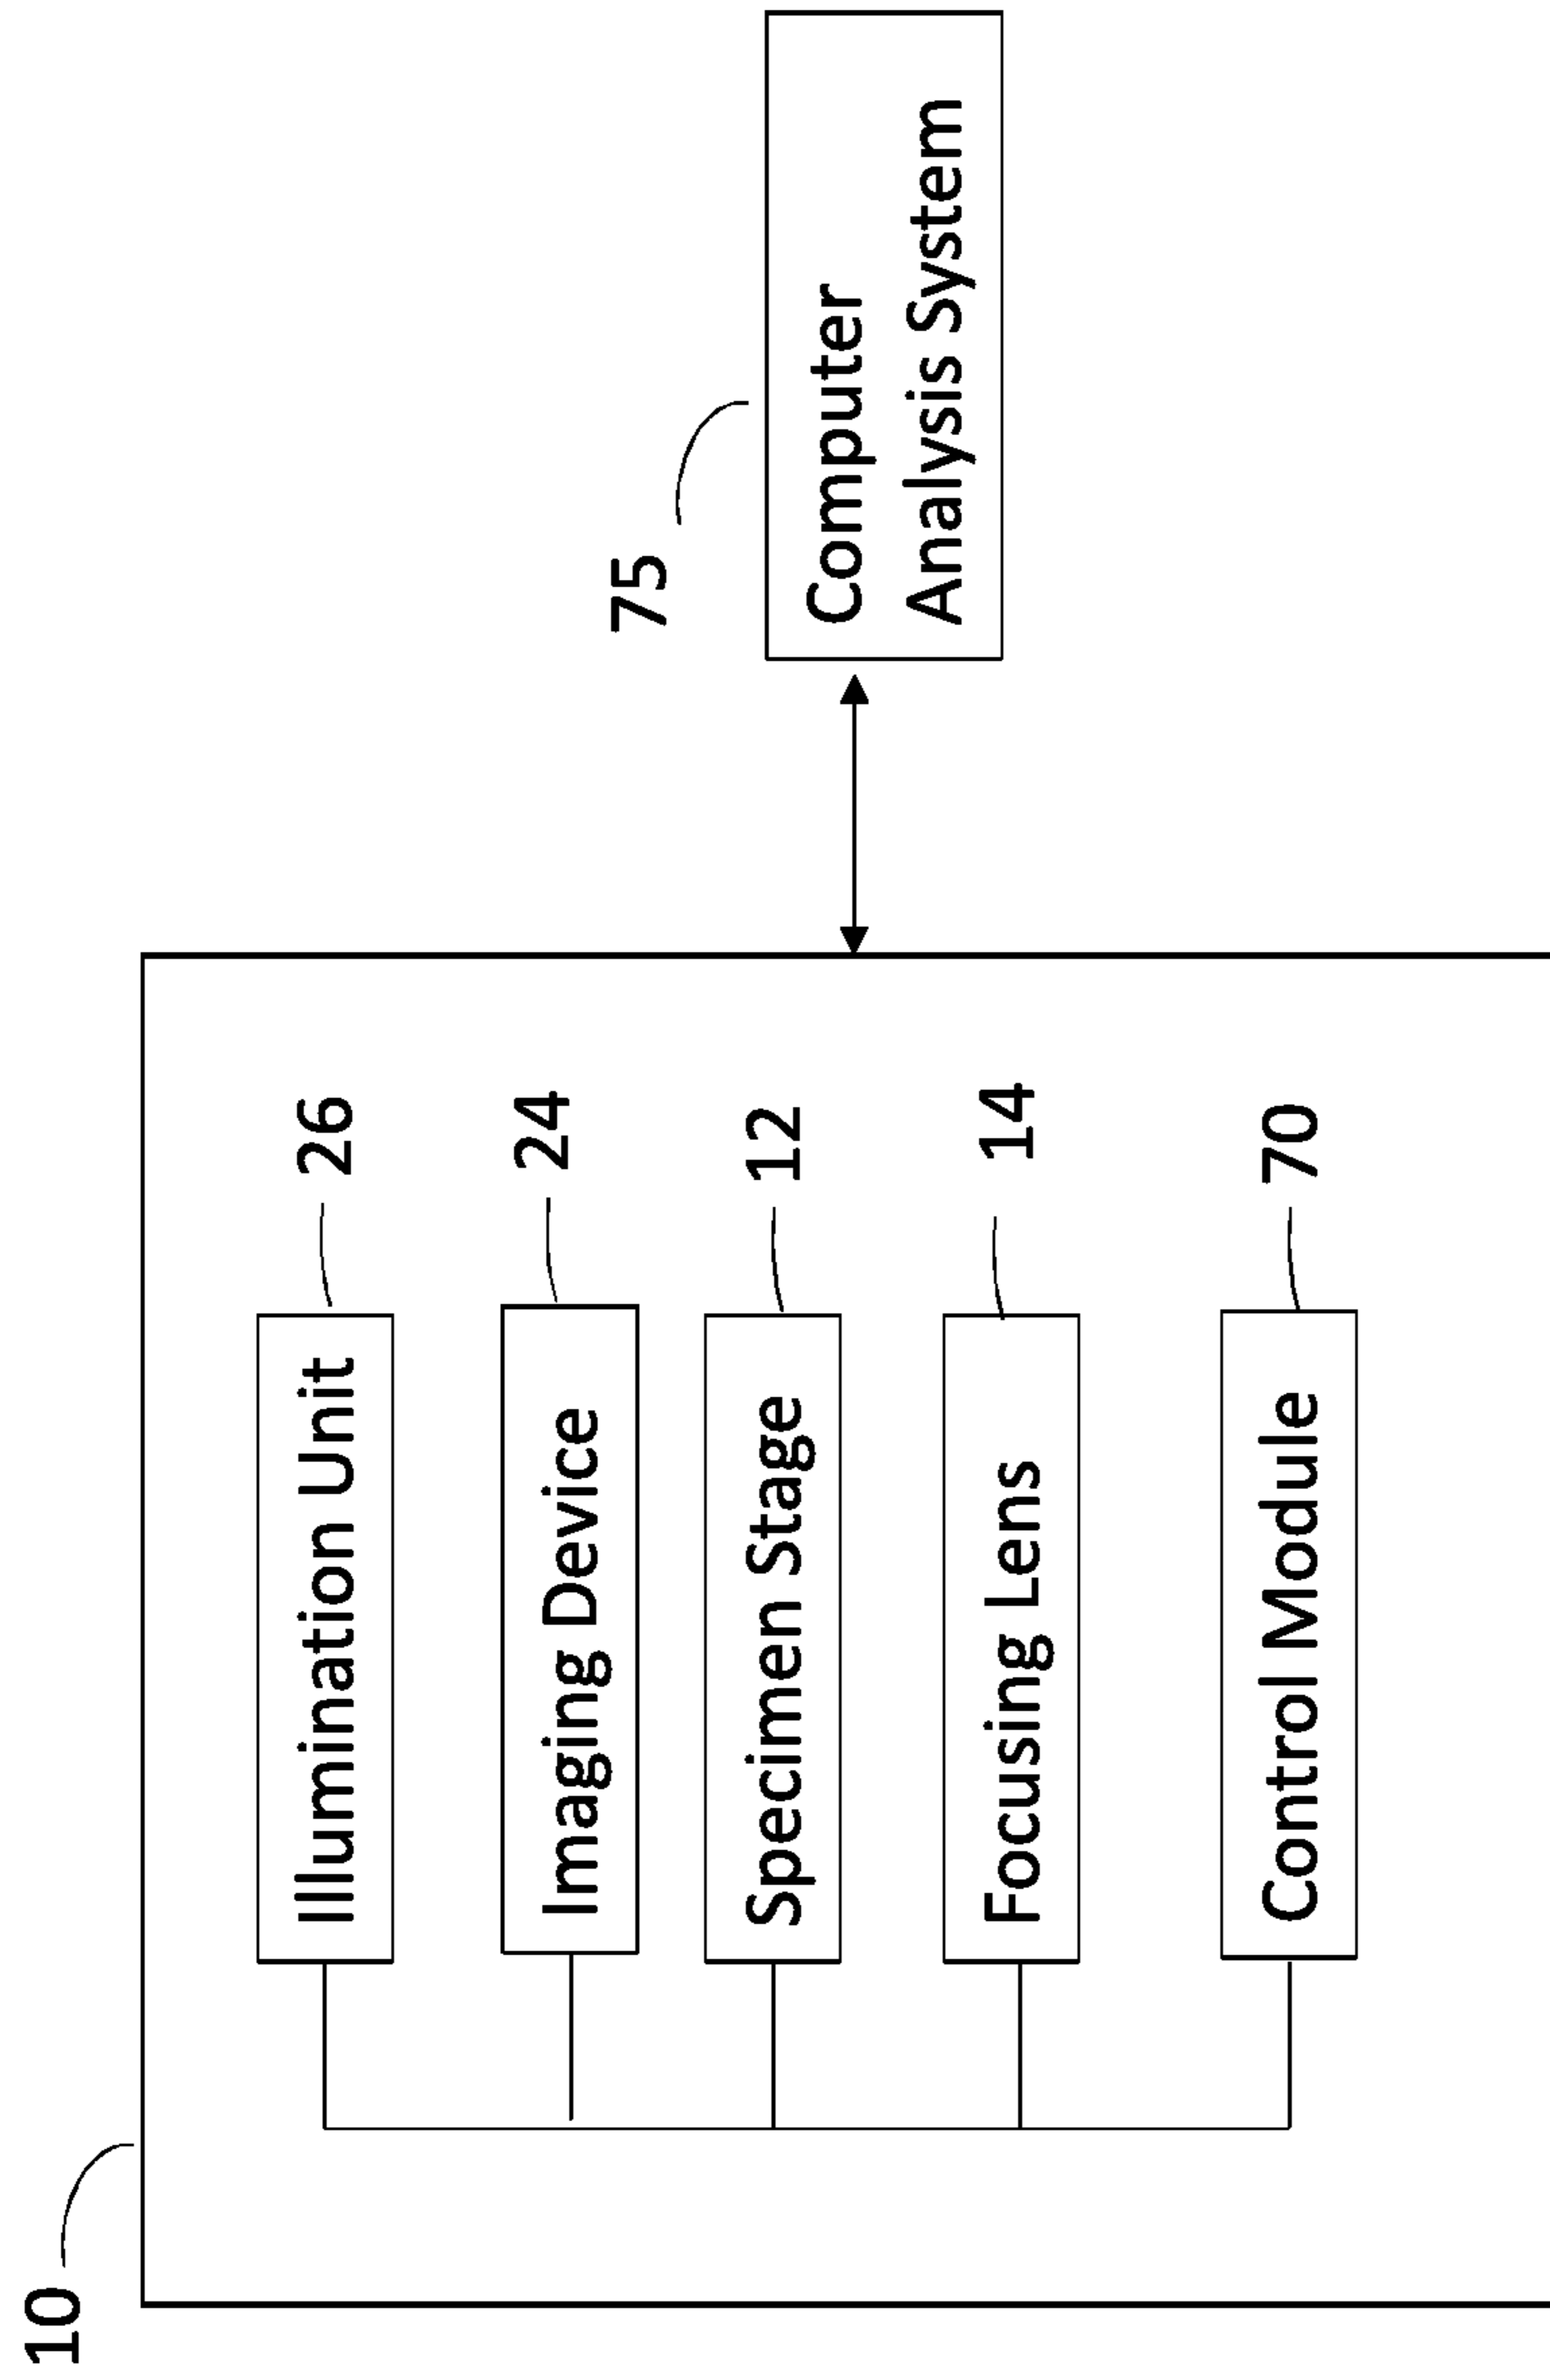 10
Illumination Unit
26
Imaging Device
24
Specimen Stage
12
Focusing Lens
14
Control Module
70
75
Computer
Analysis System